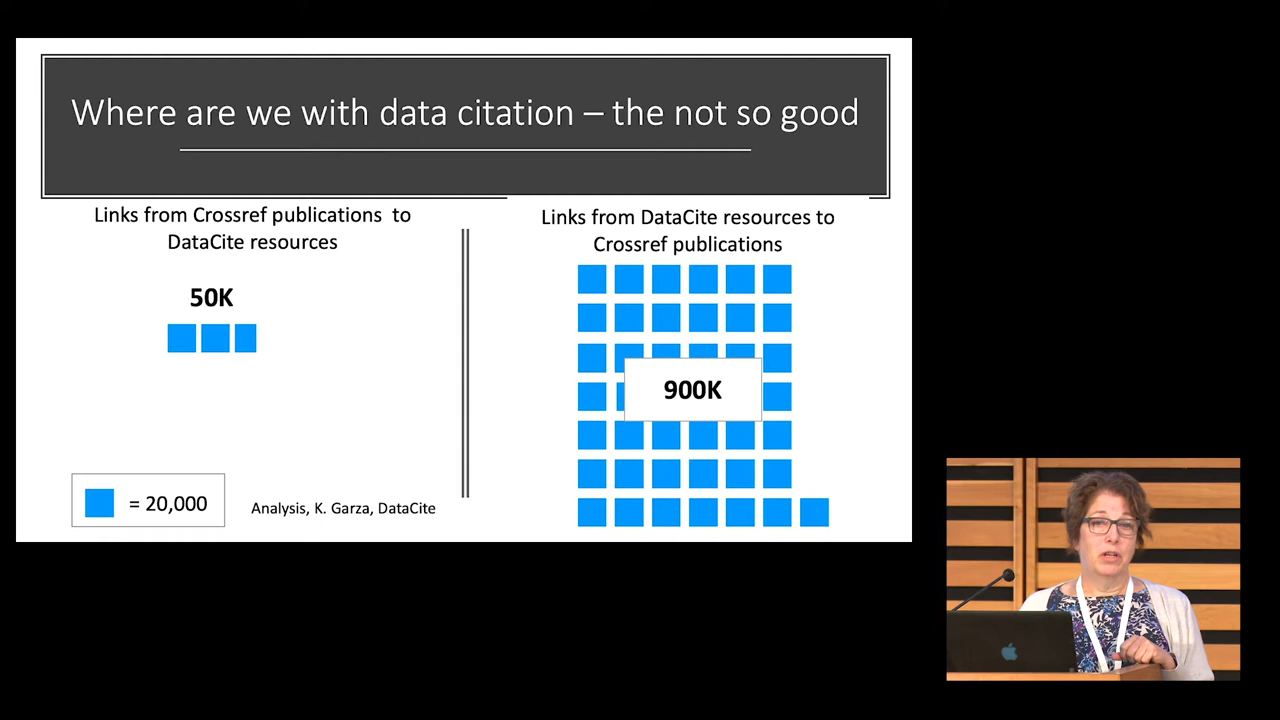 Where are we with data citation – the not so good
Links from Crossref publications to
DataCite resources
50K
= 20,000
Analysis, K. Garza, DataCite
Links from DataCite resources to
Crossref publications
900K